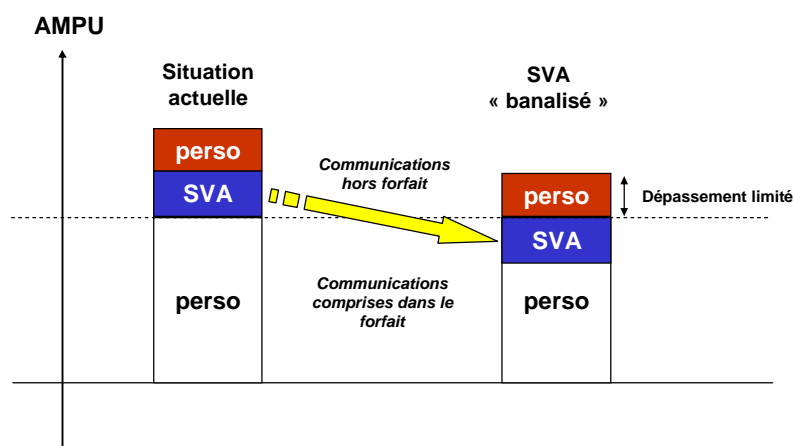 AMPU
Situation
actuelle
SVA
« banalisé »
perso
SVA
perso
Communications
hors forfait
perso
SVA
perso
Dépassement limité
Communications
comprises dans le
forfait